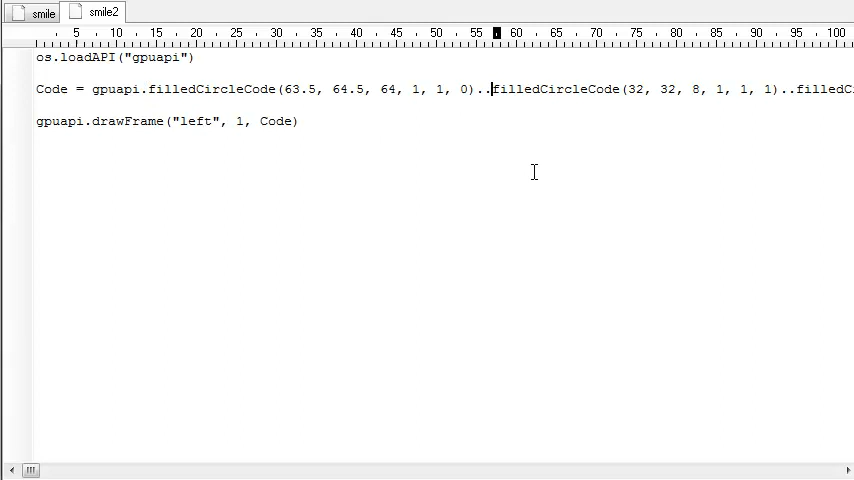 smile smile2
5 10 15 20 25 30 35 40 45 50 55 60 65 70 75 80 85 90 95 100
os.loadAPI("gpuapi")
Code = gpuapi.filledCircleCode(63.5, 64.5, 64, 1, 1, 0)..filledCircleCode(32, 32, 8, 1, 1, 1)..filledC
gpuapi.drawFrame("left", 1, Code)